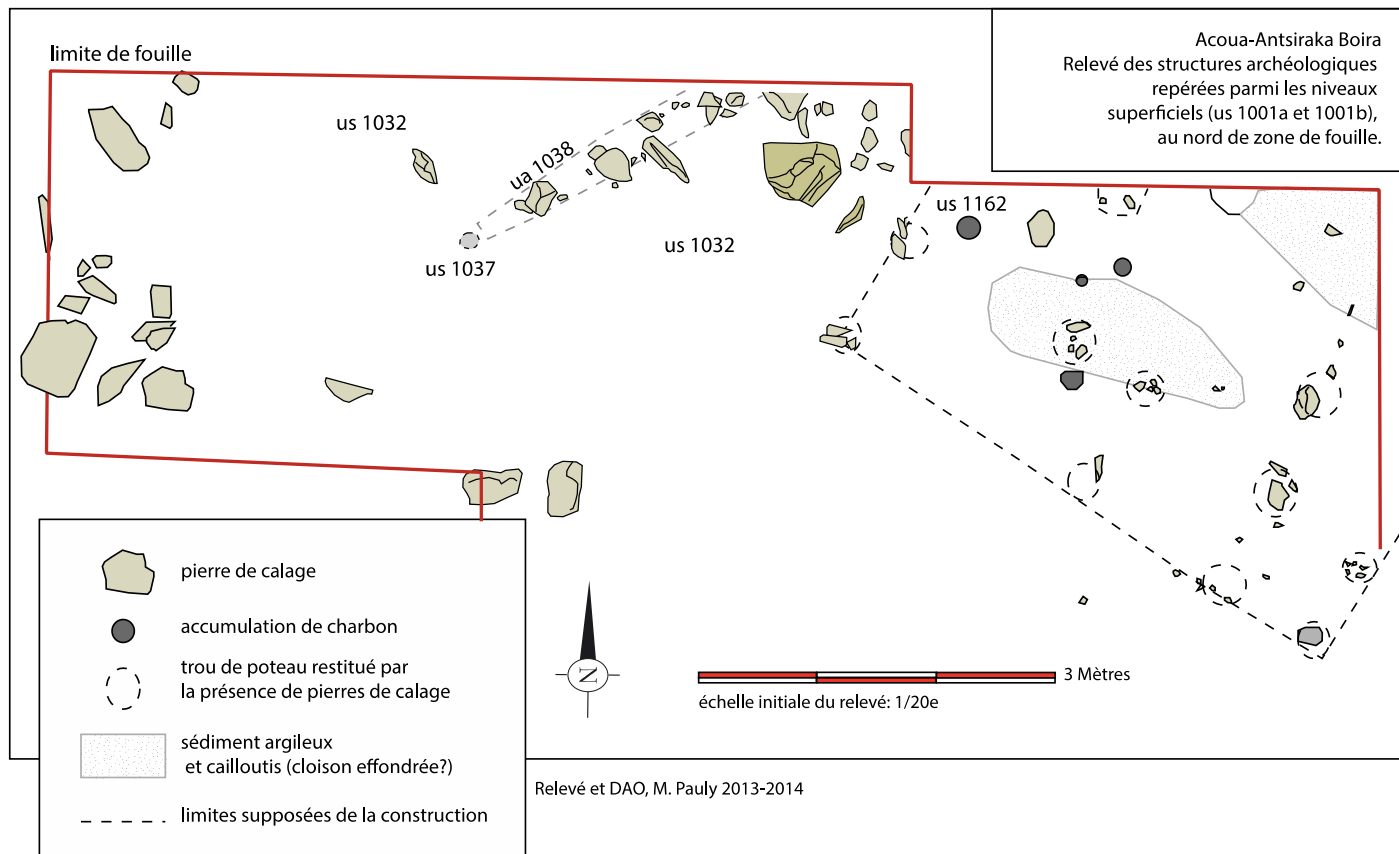 limite de fouille
Acoua-Antsiraka Boira
Relevé des structures archéologiques
repérées parmi les niveaux
superficiels (us 1001a et 1001b),
au nord de zone de fouille.
us 1032
ua 1038
us 1037
us 1032
us 1162
pierre de calage
accumulation de charbon
trou de poteau restitué par
la présence de pierres de calage
sédiment argileux
et cailloutis (cloison effondrée?)
limites supposées de la construction
N
3 Mètres
échelle initiale du relevé: 1/20e
Relevé et DAO, M. Pauly 2013-2014